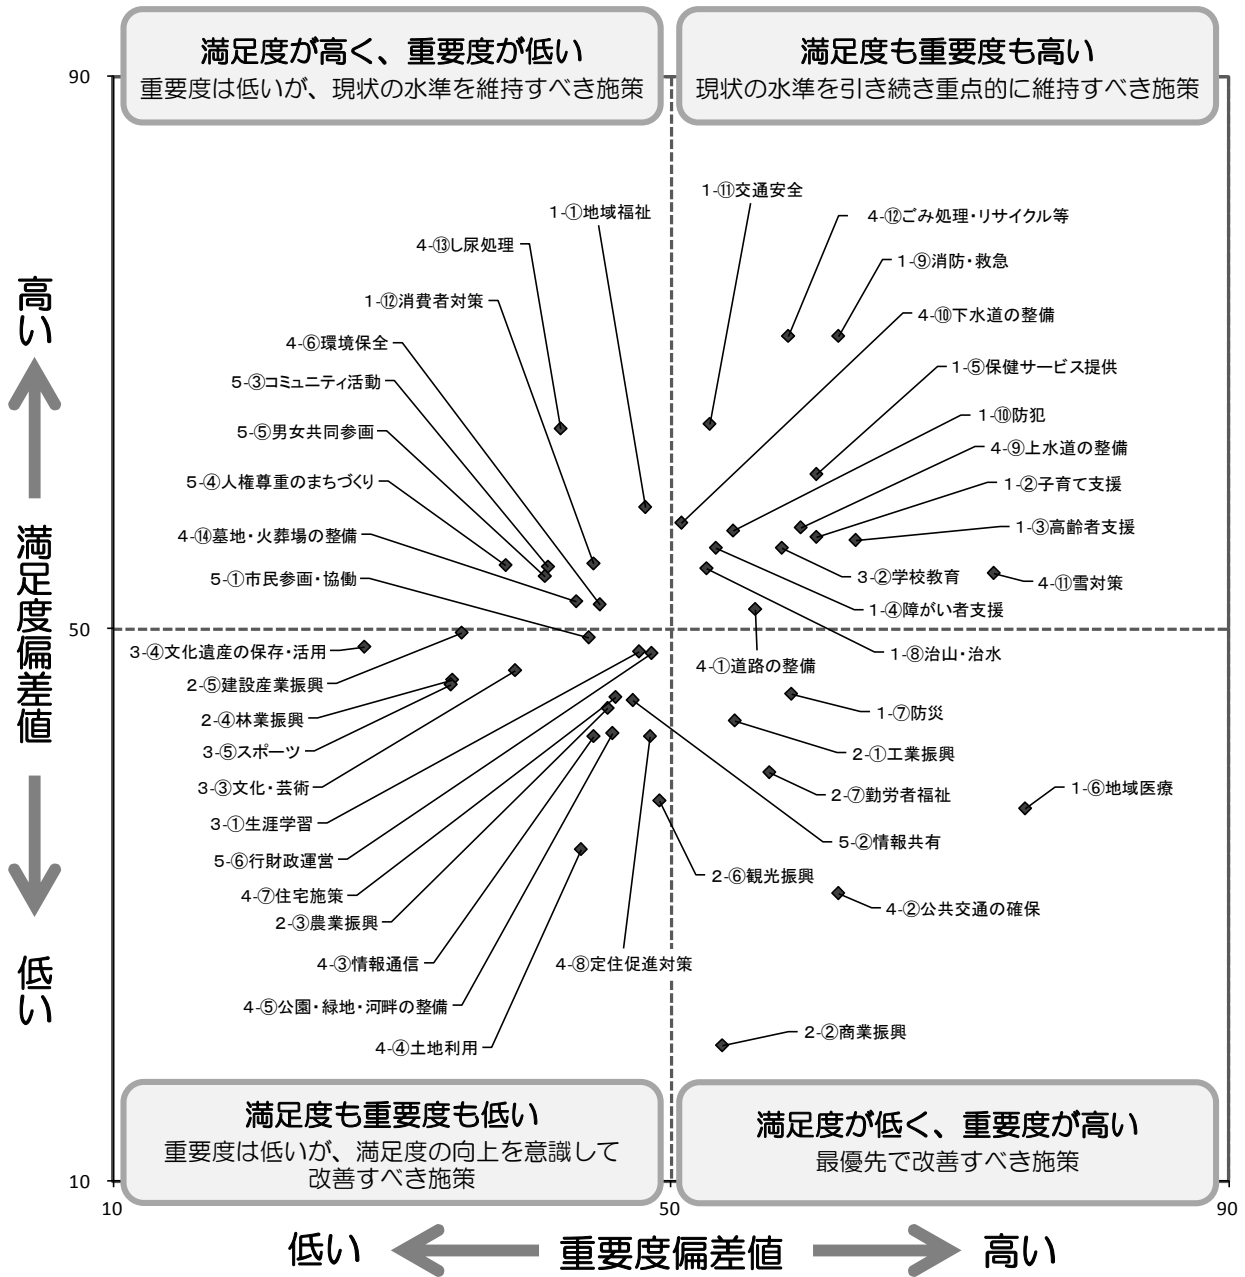 満足度が高く、重要度が低い
重要度は低いが、現状の水準を維持すべき施策
満足度も重要度も高い
現状の水準を引き続き重点的に維持すべき施策
90
1-⑪交通安全
1-①地域福祉
4-⑫ごみ処理・リサイクル等
4-⑬し尿処理
1-⑨消防・救急
1-⑫消費者対策
4-⑩下水道の整備
4-⑥環境保全
1-⑤保健サービス提供
5-③コミュニティ活動
1-⑩防犯
5-⑤男女共同参画
4-⑨上水道の整備
5-④人権尊重のまちづくり
1-②子育て支援
4-⑭墓地・火葬場の整備
1-③高齢者支援
5-①市民参画・協働
3-②学校教育
4-⑪雪対策
1-④障がい者支援
50
3-④文化遺産の保存・活用
1-⑧治山・治水
4-①道路の整備
2-⑤建設産業振興
1-⑦防災
2-④林業振興
3-⑤スポーツ
2-①工業振興
3-③文化・芸術
2-⑦勤労者福祉
1-⑥地域医療
3-①生涯学習
5-②情報共有
5-⑥行財政運営
2-⑥観光振興
4-⑦住宅施策
4-②公共交通の確保
2-③農業振興
4-③情報通信
4-⑧定住促進対策
4-⑤公園・緑地・河畔の整備
2-②商業振興
4-④土地利用
高い
満足度偏差値
低い
満足度も重要度も低い
重要度は低いが、満足度の向上を意識して
改善すべき施策
満足度が低く、重要度が高い
最優先で改善すべき施策
10
10
50
90
低い
重要度偏差値
高い